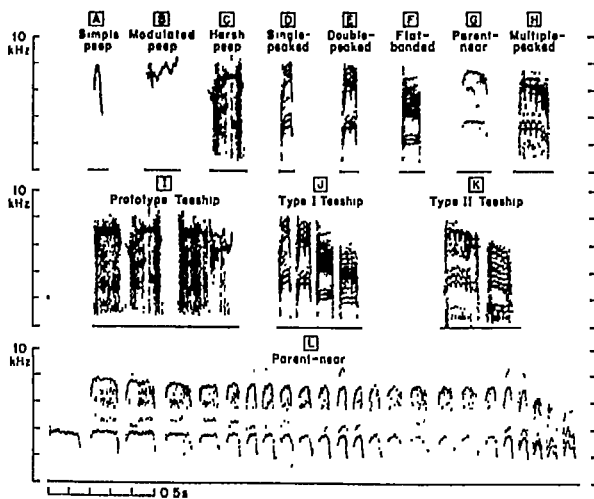 A B C D E F G H
Simple peep Modulated peep Harsh peep Single-peaked Double-peaked Flat-banded Parent-near Multiple-peaked
10
kHz
I J K
Prototype Teeship Type I Teeship Type II Teeship
10
kHz
L
Parent-near
10
kHz
0.5s